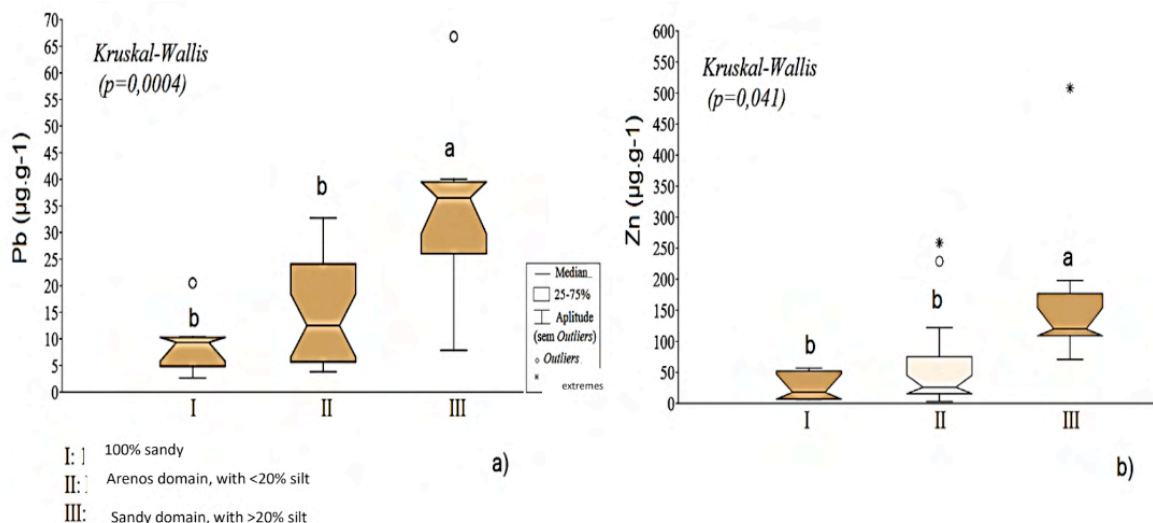 Kruskal-Wallis
(p=0,0004)
Pb (µg.g-1)
70
65
60
55
50
45
40
35
30
25
20
15
10
5
0
b
b
a
I
II
III
— Median
25-75%
Aplitude
(sem Outliers)
Outliers
* extremes
a)
Kruskal-Wallis
(p=0,041)
Zn (µg.g-1)
600
550
500
450
400
350
300
250
200
150
100
50
0
b
b
a
I
II
III
b)
I: 100% sandy
II: Arenos domain, with <20% silt
III: Sandy domain, with >20% silt